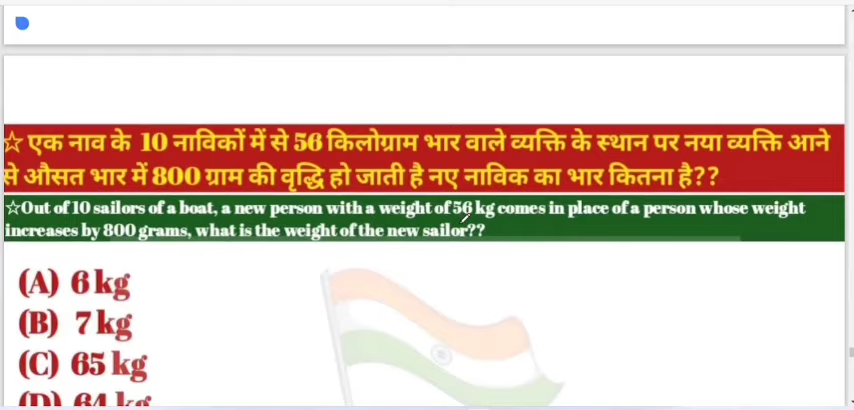 ☆ एक नाव के 10 नाविकों में से 56 किलोग्राम भार वाले व्यक्ति के स्थान पर नया व्यक्ति आने
से औसत भार में 800 ग्राम की वृद्धि हो जाती है नए नाविक का भार कितना है??
☆Out of 10 sailors of a boat, a new person with a weight of 56 kg comes in place of a person whose weight
increases by 800 grams, what is the weight of the new sailor??
(A) 6 kg
(B) 7 kg
(C) 65 kg
(D) 64 kg